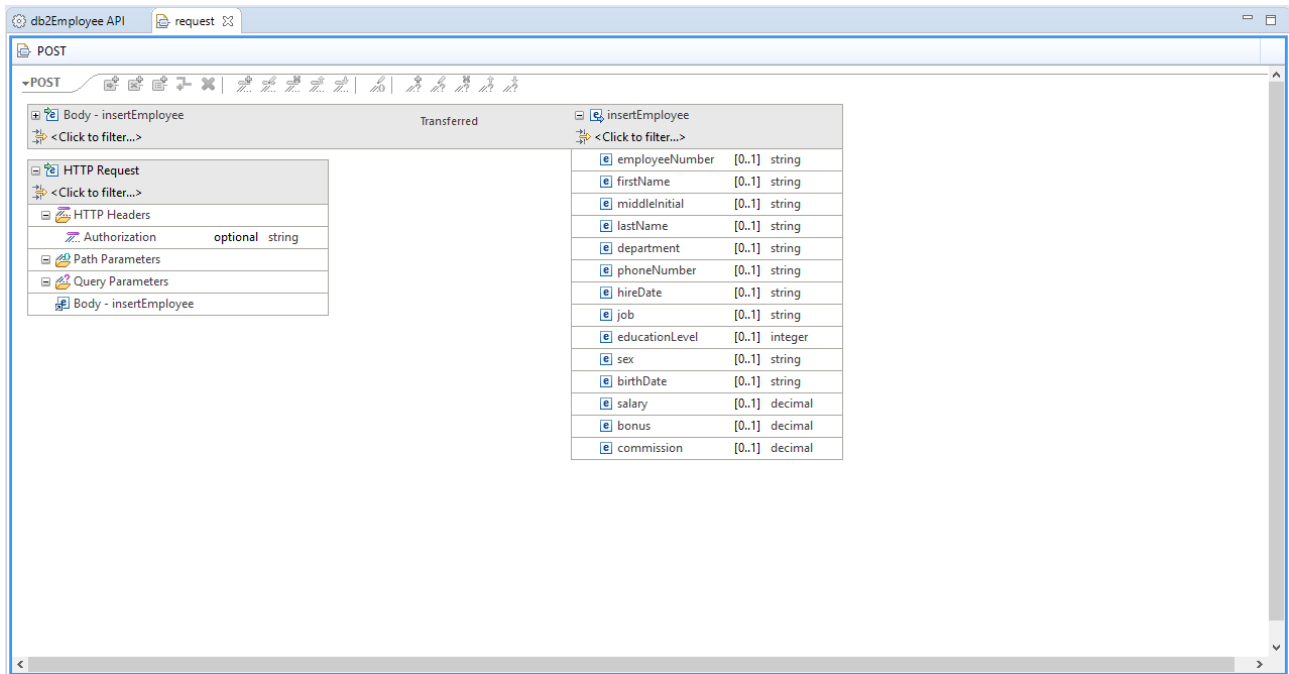 db2Employee API request
POST
POST
Body - insertEmployee
<Click to filter...>
Transferred
insertEmployee
<Click to filter...>
HTTP Request
<Click to filter...>
HTTP Headers
Authorization optional string
Path Parameters
Query Parameters
Body - insertEmployee
employeeNumber [0..1] string
firstName [0..1] string
middleInitial [0..1] string
lastName [0..1] string
department [0..1] string
phoneNumber [0..1] string
hireDate [0..1] string
job [0..1] string
educationLevel [0..1] integer
sex [0..1] string
birthDate [0..1] string
salary [0..1] decimal
bonus [0..1] decimal
commission [0..1] decimal